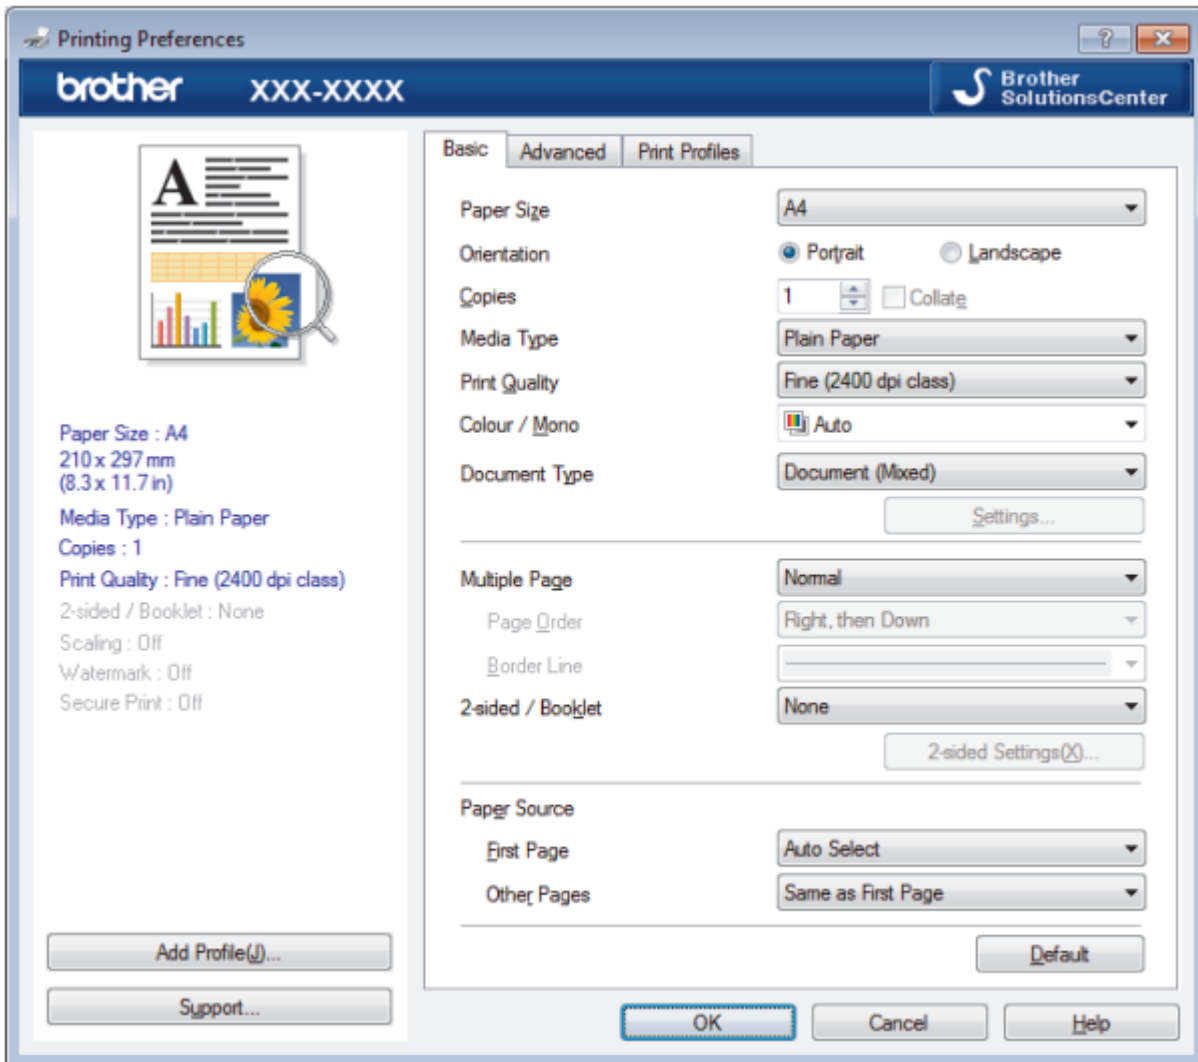 Printing Preferences
brother XXX-XXXX
Brother
SolutionsCenter
A
Paper Size : A4
210 x 297 mm
(8.3 x 11.7 in)
Media Type : Plain Paper
Copies : 1
Print Quality : Fine (2400 dpi class)
2-sided / Booklet : None
Scaling : Off
Watermark : Off
Secure Print : Off
Add Profile(J)...
Support...
Basic Advanced Print Profiles
Paper Size A4
Orientation Portrait Landscape
Copies 1 Collate
Media Type Plain Paper
Print Quality Fine (2400 dpi class)
Colour / Mono Auto
Document Type Document (Mixed)
Settings...
Multiple Page Normal
Page Order Right, then Down
Border Line
2-sided / Booklet None
2-sided Settings(X)...
Paper Source
First Page Auto Select
Other Pages Same as First Page
Default
OK Cancel Help